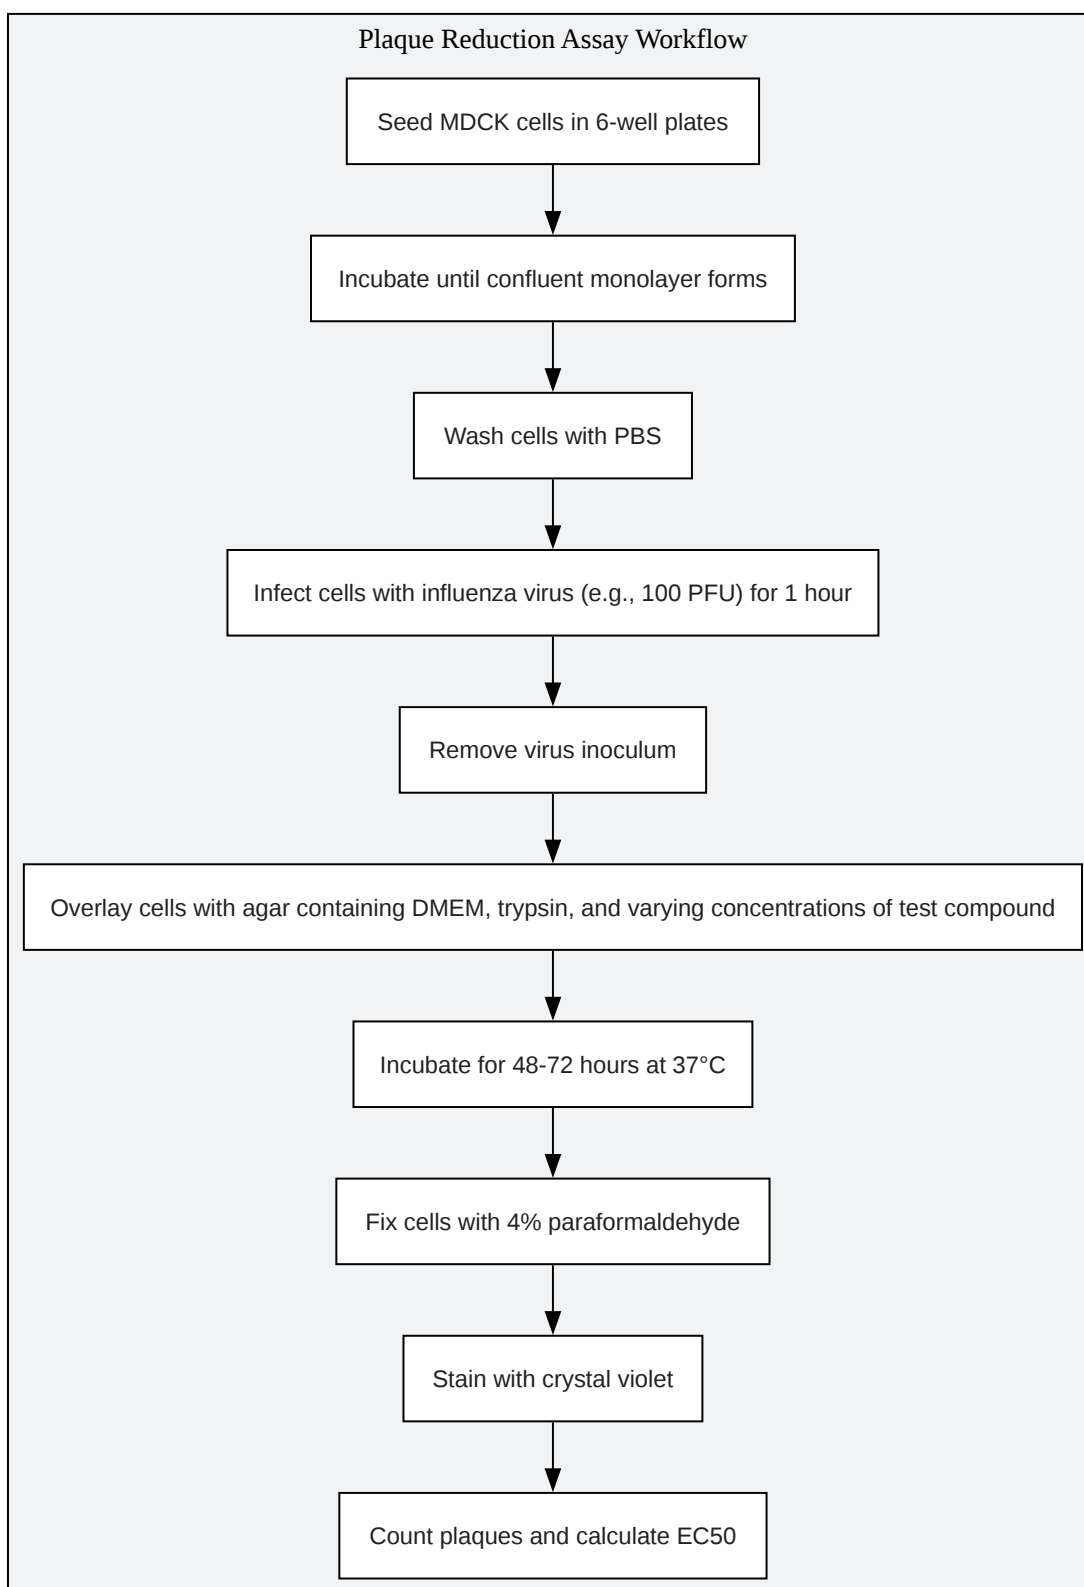 Plaque Reduction Assay Workflow
Seed MDCK cells in 6-well plates
Incubate until confluent monolayer forms
Wash cells with PBS
Infect cells with influenza virus (e.g., 100 PFU) for 1 hour
Remove virus inoculum
Overlay cells with agar containing DMEM, trypsin, and varying concentrations of test compound
Incubate for 48-72 hours at 37°C
Fix cells with 4% paraformaldehyde
Stain with crystal violet
Count plaques and calculate EC50